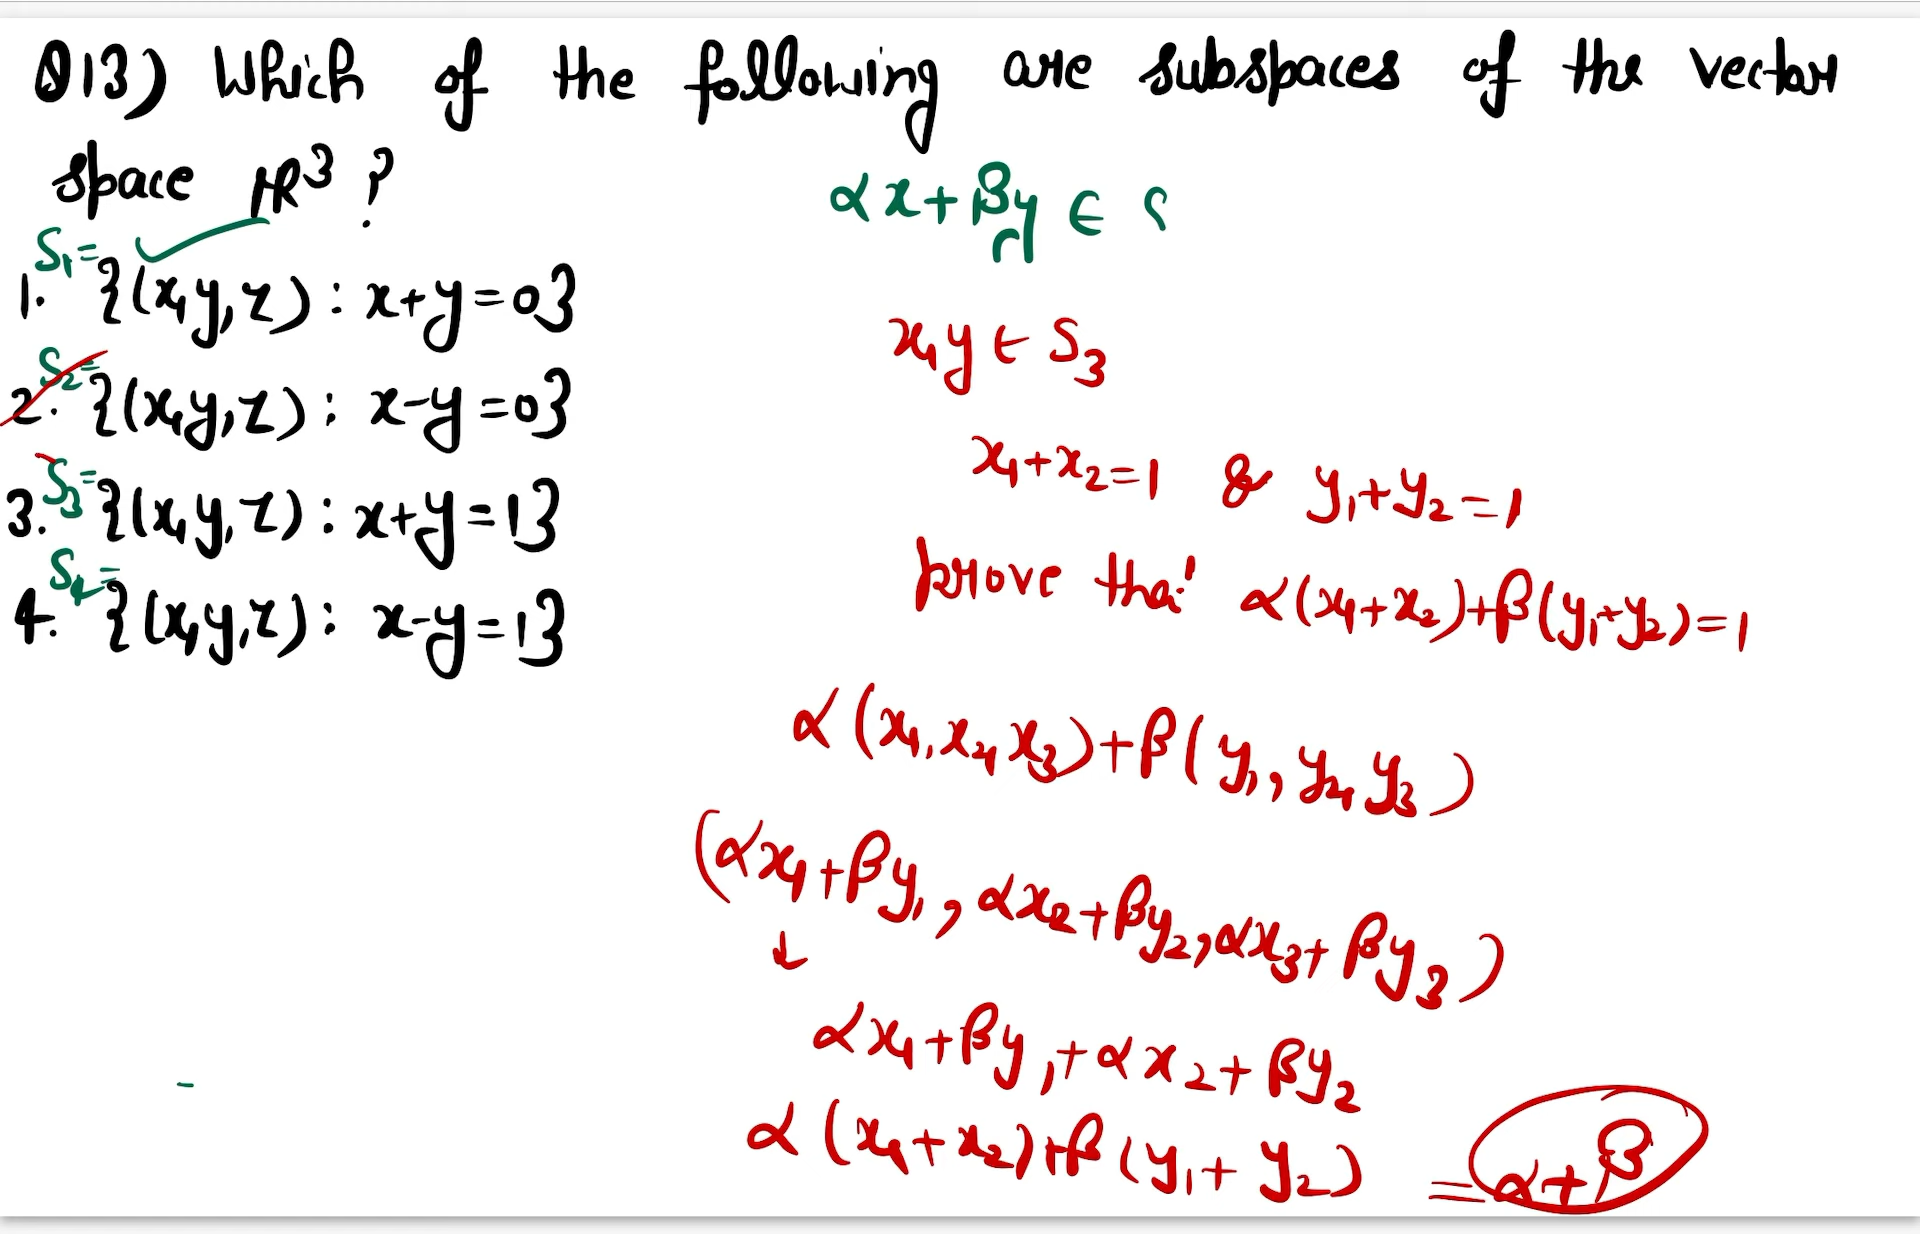 Q13) Which of the following are subspaces of the vector
space ℝ³ ?
αx+βy ∈ S
S₁=
1. {(x,y,z) : x+y=0}
S₂=
2. {(x,y,z) : x-y=0}
S₃=
3. {(x,y,z) : x+y=1}
S₄=
4. {(x,y,z) : x-y=1}
x,y ∈ S₃
x₁+x₂=1 & y₁+y₂=1
prove that α(x₁+x₂)+β(y₁+y₂)=1
α(x₁,x₂,x₃)+β(y₁,y₂,y₃)
(αx₁+βy₁, αx₂+βy₂, αx₃+βy₃)
↓
αx₁+βy₁+αx₂+βy₂
α(x₁+x₂)+β(y₁+y₂) = α+β